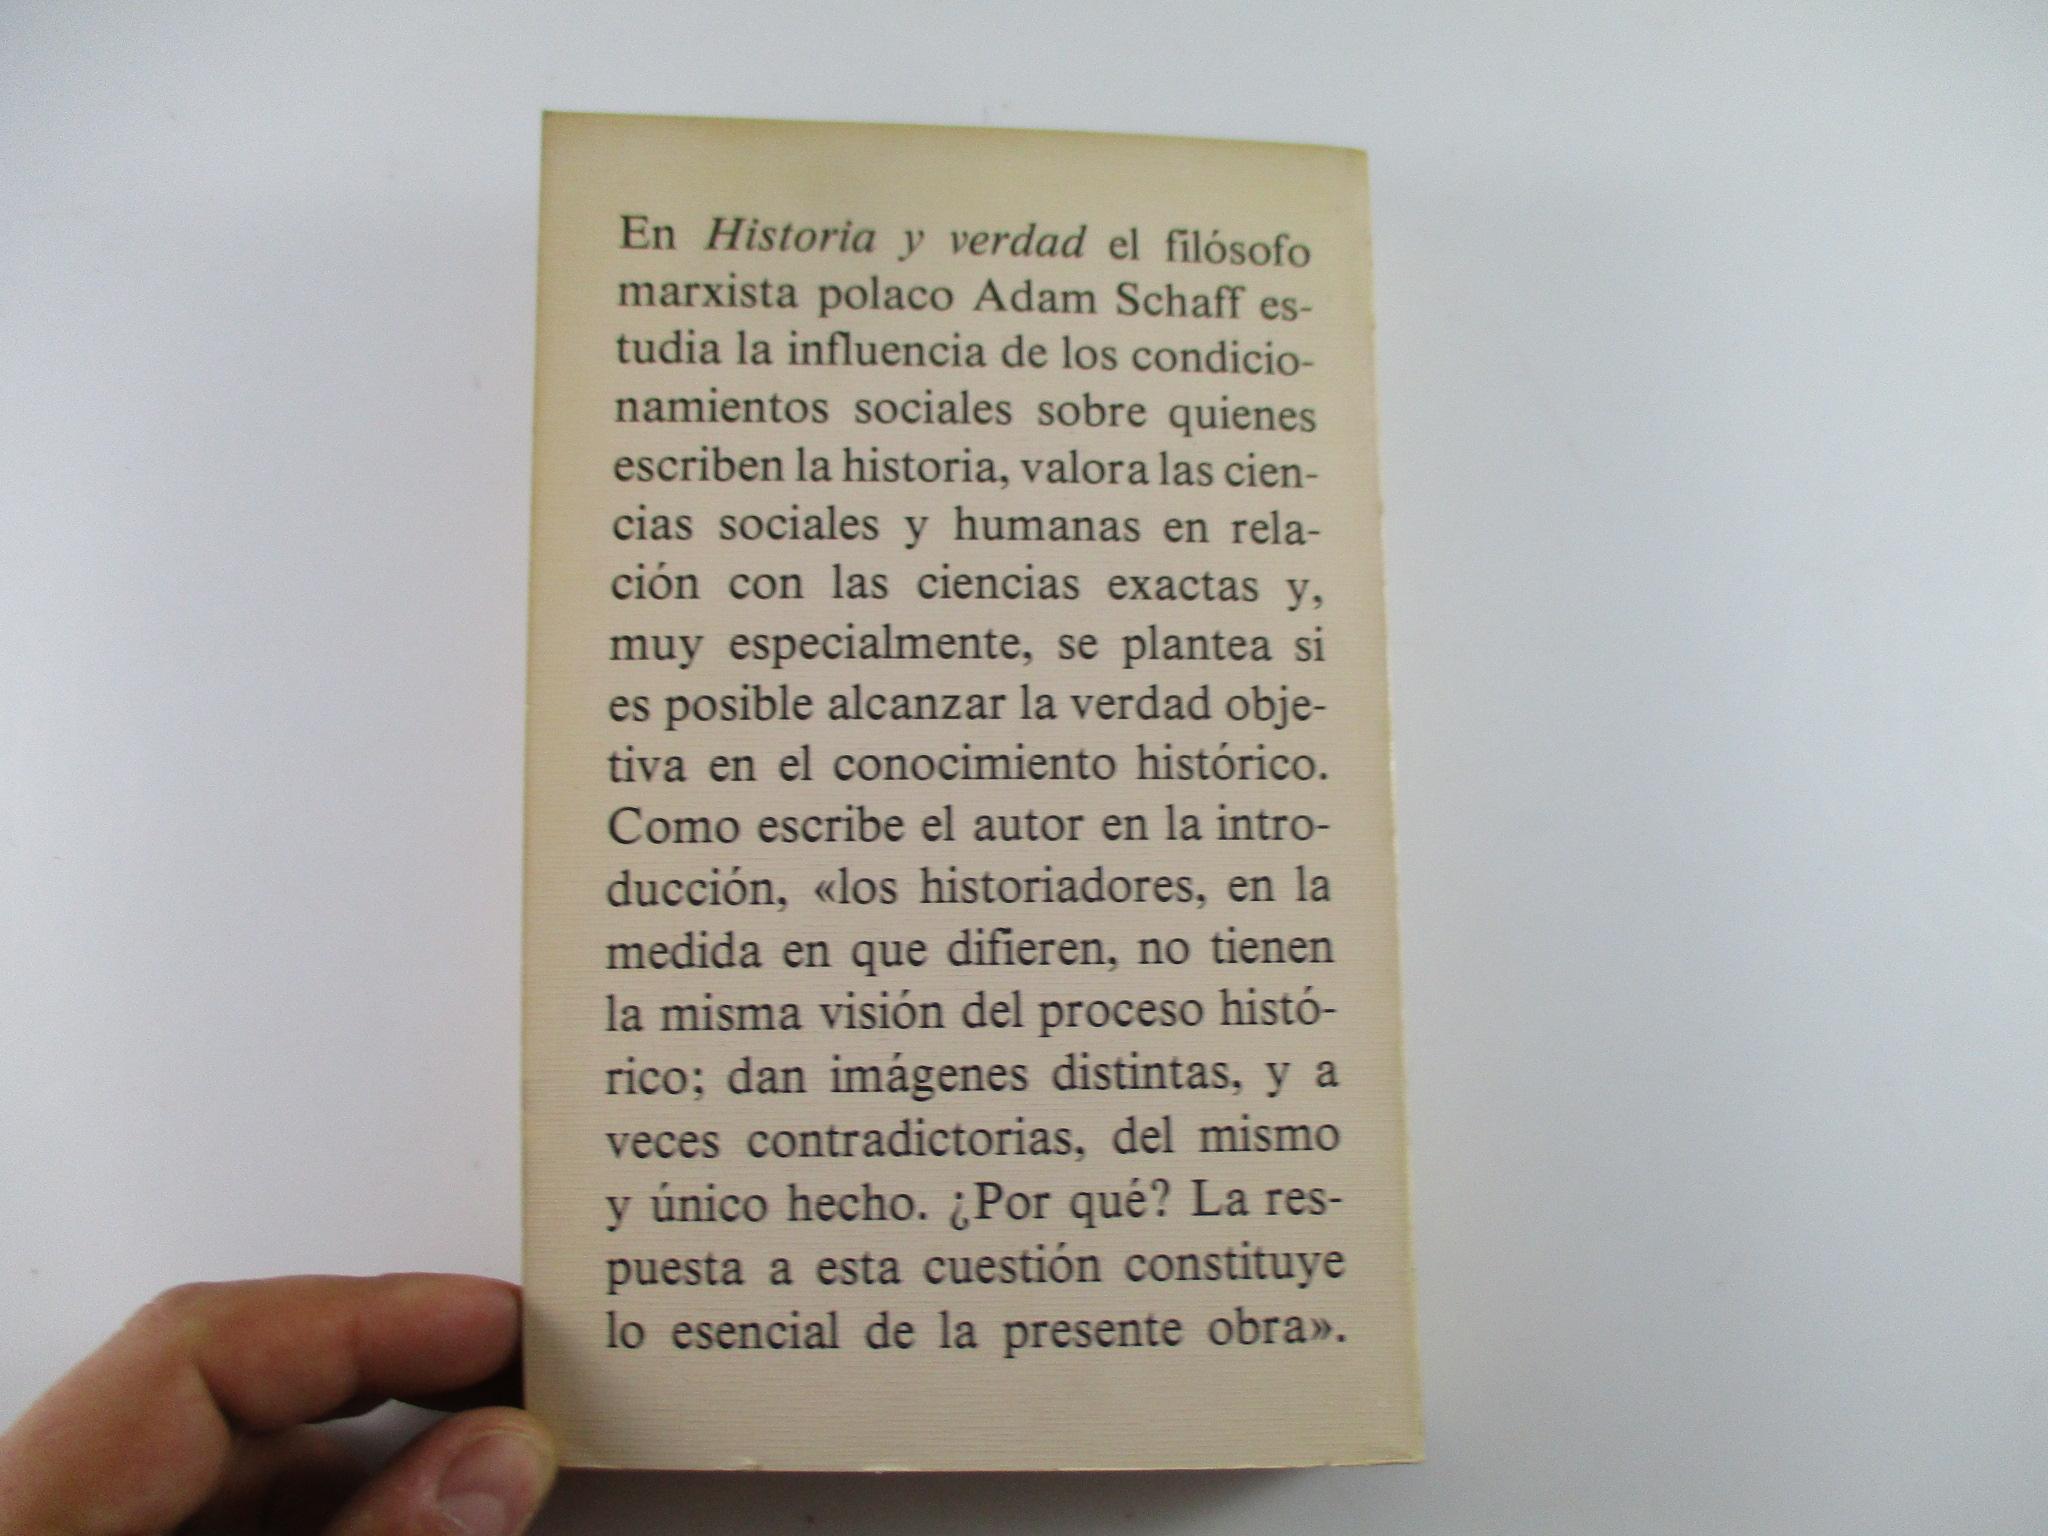 En Historia y verdad el filósofo
marxista polaco Adam Schaff es-
tudia la influencia de los condicio-
namientos sociales sobre quienes
escriben la historia, valora las cien-
cias sociales y humanas en rela-
ción con las ciencias exactas y,
muy especialmente, se plantea si
es posible alcanzar la verdad obje-
tiva en el conocimiento histórico.
Como escribe el autor en la intro-
ducción, «los historiadores, en la
medida en que difieren, no tienen
la misma visión del proceso histó-
rico; dan imágenes distintas, y a
veces contradictorias, del mismo
y único hecho. ¿Por qué? La res-
puesta a esta cuestión constituye
lo esencial de la presente obra».